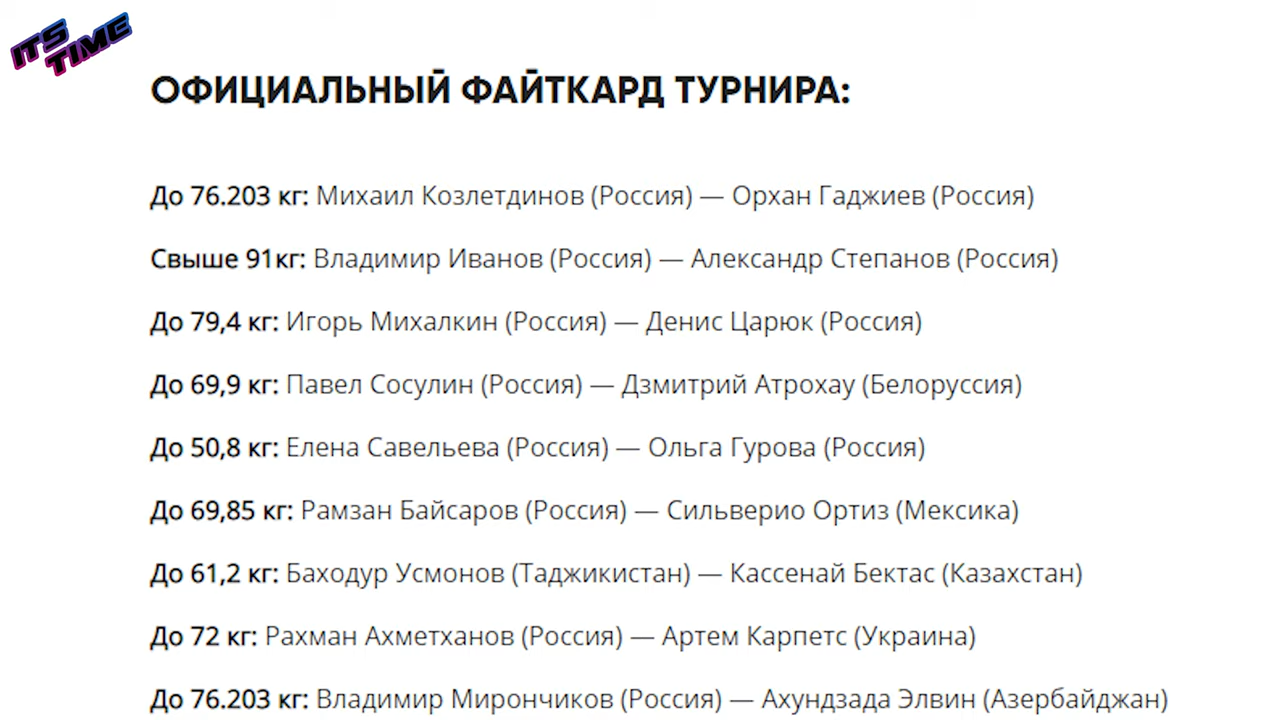 ITS
TIME
ОФИЦИАЛЬНЫЙ ФАЙТКАРД ТУРНИРА:
До 76.203 кг: Михаил Козлетдинов (Россия) — Орхан Гаджиев (Россия)
Свыше 91кг: Владимир Иванов (Россия) — Александр Степанов (Россия)
До 79,4 кг: Игорь Михалкин (Россия) — Денис Царюк (Россия)
До 69,9 кг: Павел Сосулин (Россия) — Дзмитрий Атрохау (Белоруссия)
До 50,8 кг: Елена Савельева (Россия) — Ольга Гурова (Россия)
До 69,85 кг: Рамзан Байсаров (Россия) — Сильверио Ортиз (Мексика)
До 61,2 кг: Баходур Усмонов (Таджикистан) — Кассенай Бектас (Казахстан)
До 72 кг: Рахман Ахметханов (Россия) — Артем Карпетс (Украина)
До 76.203 кг: Владимир Мирончиков (Россия) — Ахундзада Элвин (Азербайджан)